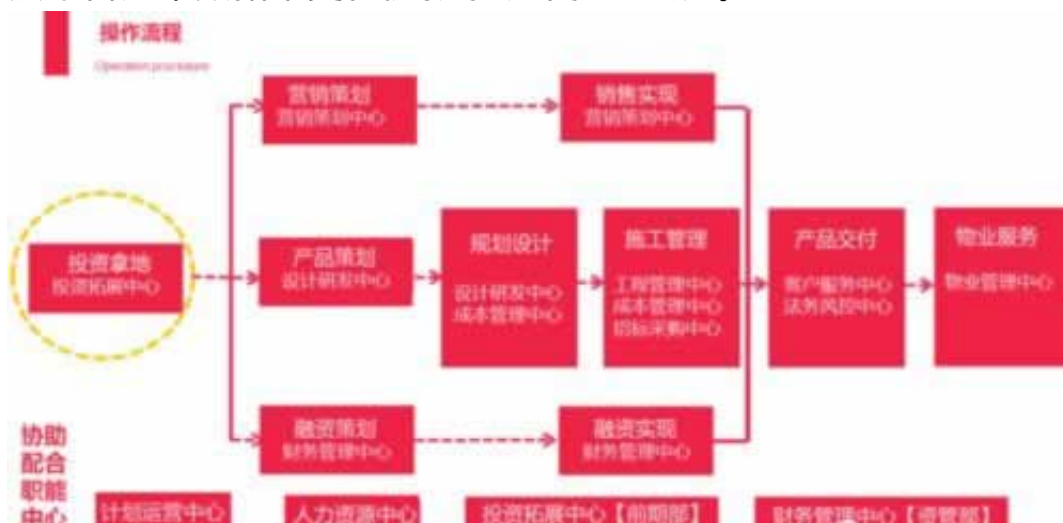 操作流程
Operation procedure
营销策划
营销策划中心
销售实现
营销策划中心
投资拿地
投资拓展中心
产品策划
设计研发中心
规划设计
设计研发中心
成本管理中心
施工管理
工程管理中心
成本管理中心
招标采购中心
产品交付
客户服务中心
法务风控中心
物业服务
物业管理中心
融资策划
财务管理中心
融资实现
财务管理中心
协助
配合
职能
中心
计划运营中心
人力资源中心
投资拓展中心【前期部】
财务管理中心【资管部】